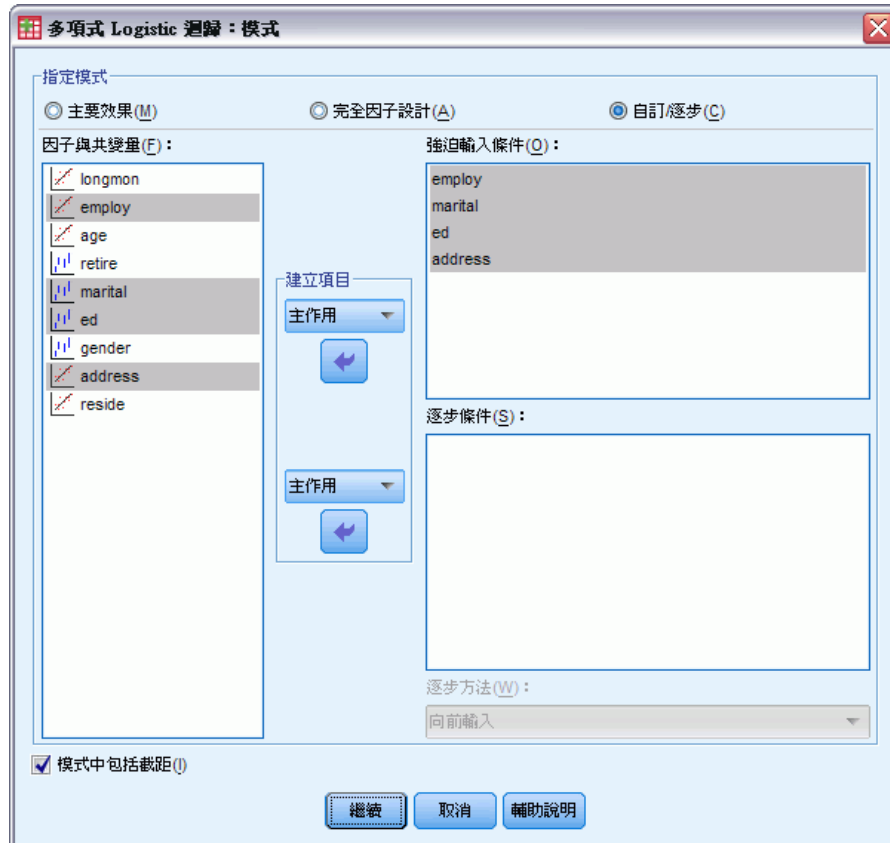 多項式 Logistic 迴歸：模式
指定模式
主要效果(M)
完全因子設計(A)
自訂/逐步(C)
因子與共變量(F)：
longmon
employ
age
retire
marital
ed
gender
address
reside
建立項目
主作用
主作用
強迫輸入條件(O)：
employ
marital
ed
address
逐步條件(S)：
逐步方法(W)：
向前輸入
模式中包括截距(I)
繼續
取消
輔助說明